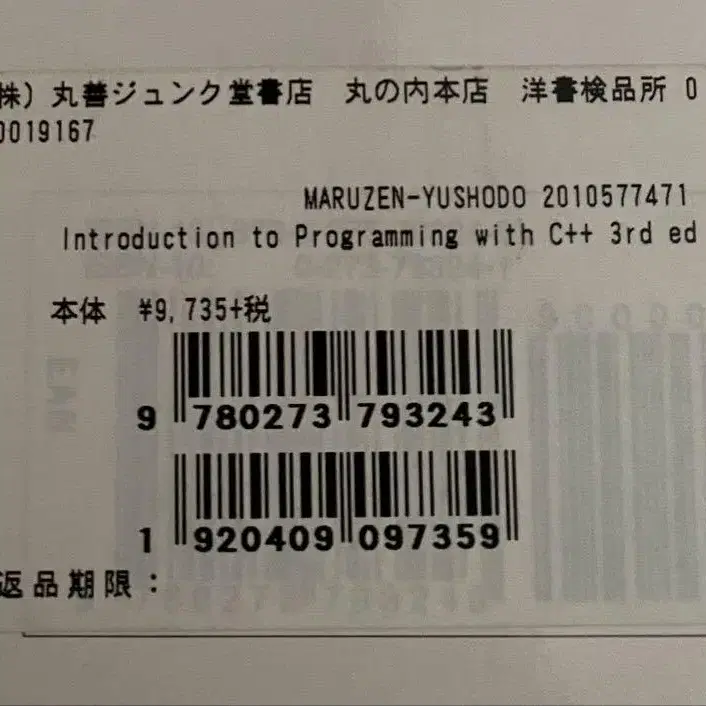 株) 丸善ジュンク堂書店 丸の内本店 洋書検品所 0
0019167
MARUZEN-YUSHODO 2010577471
Introduction to Programming with C++ 3rd ed
本体 ¥9,735+税
9 780273 793243
1 920409 097359
返品期限: